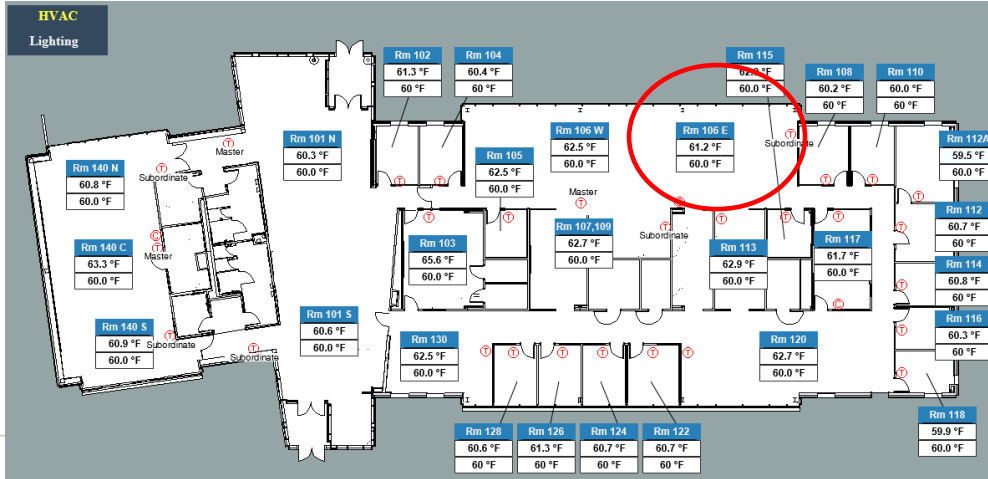 HVAC
Lighting
Rm 102
61.3 °F
60 °F
Rm 104
60.4 °F
60 °F
Rm 115
60.0 °F
Rm 108
60.2 °F
60 °F
Rm 110
60.0 °F
60 °F
Rm 140 N
60.8 °F
60.0 °F
T
Subordinate
T
Master
Rm 101 N
60.3 °F
60.0 °F
T
T
Rm 105
62.5 °F
60.0 °F
T
Rm 106 W
62.5 °F
60.0 °F
Master
T
Rm 106 E
61.2 °F
60.0 °F
T
Subordinate
T
T
Rm 112A
59.5 °F
60.0 °F
Rm 140 C
63.3 °F
60.0 °F
C
T
Master
T
Rm 103
65.6 °F
60.0 °F
Rm 107,109
62.7 °F
60.0 °F
T
Subordinate
Rm 113
62.9 °F
60.0 °F
T
T
Rm 117
61.7 °F
60.0 °F
C
Rm 112
60.7 °F
60 °F
T
Rm 114
60.8 °F
60 °F
T
Rm 116
60.3 °F
60 °F
T
Rm 140 S
60.9 °F
60.0 °F
T
Subordinate
T
Subordinate
Rm 101 S
60.6 °F
60.0 °F
Rm 130
62.5 °F
60.0 °F
T
T
T
T
T
T
Rm 120
62.7 °F
60.0 °F
T
Rm 128
60.6 °F
60 °F
Rm 126
61.3 °F
60 °F
Rm 124
60.7 °F
60 °F
Rm 122
60.7 °F
60 °F
Rm 118
59.9 °F
60.0 °F